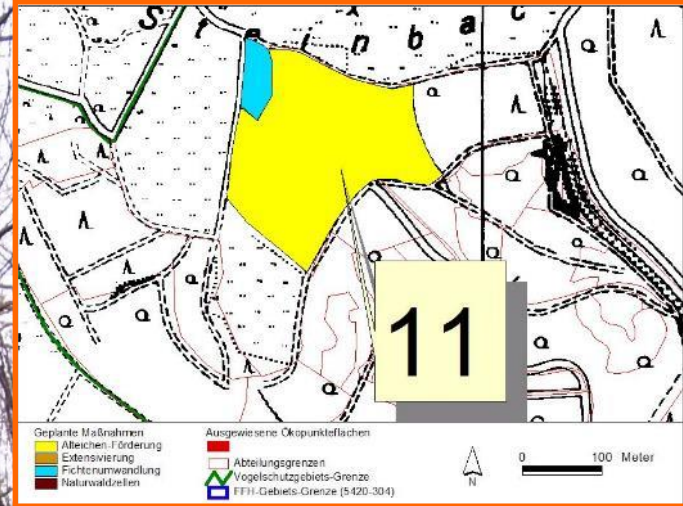 Steinbac
11
Geplante Maßnahmen
Alteichen-Förderung
Extensivierung
Fichtenumwandlung
Naturwaldzellen
Ausgewiesene Ökopunkteflächen
Abteilungsgrenzen
Vogelschutzgebiets-Grenze
FFH-Gebiets-Grenze (5420-304)
N
0 100 Meter